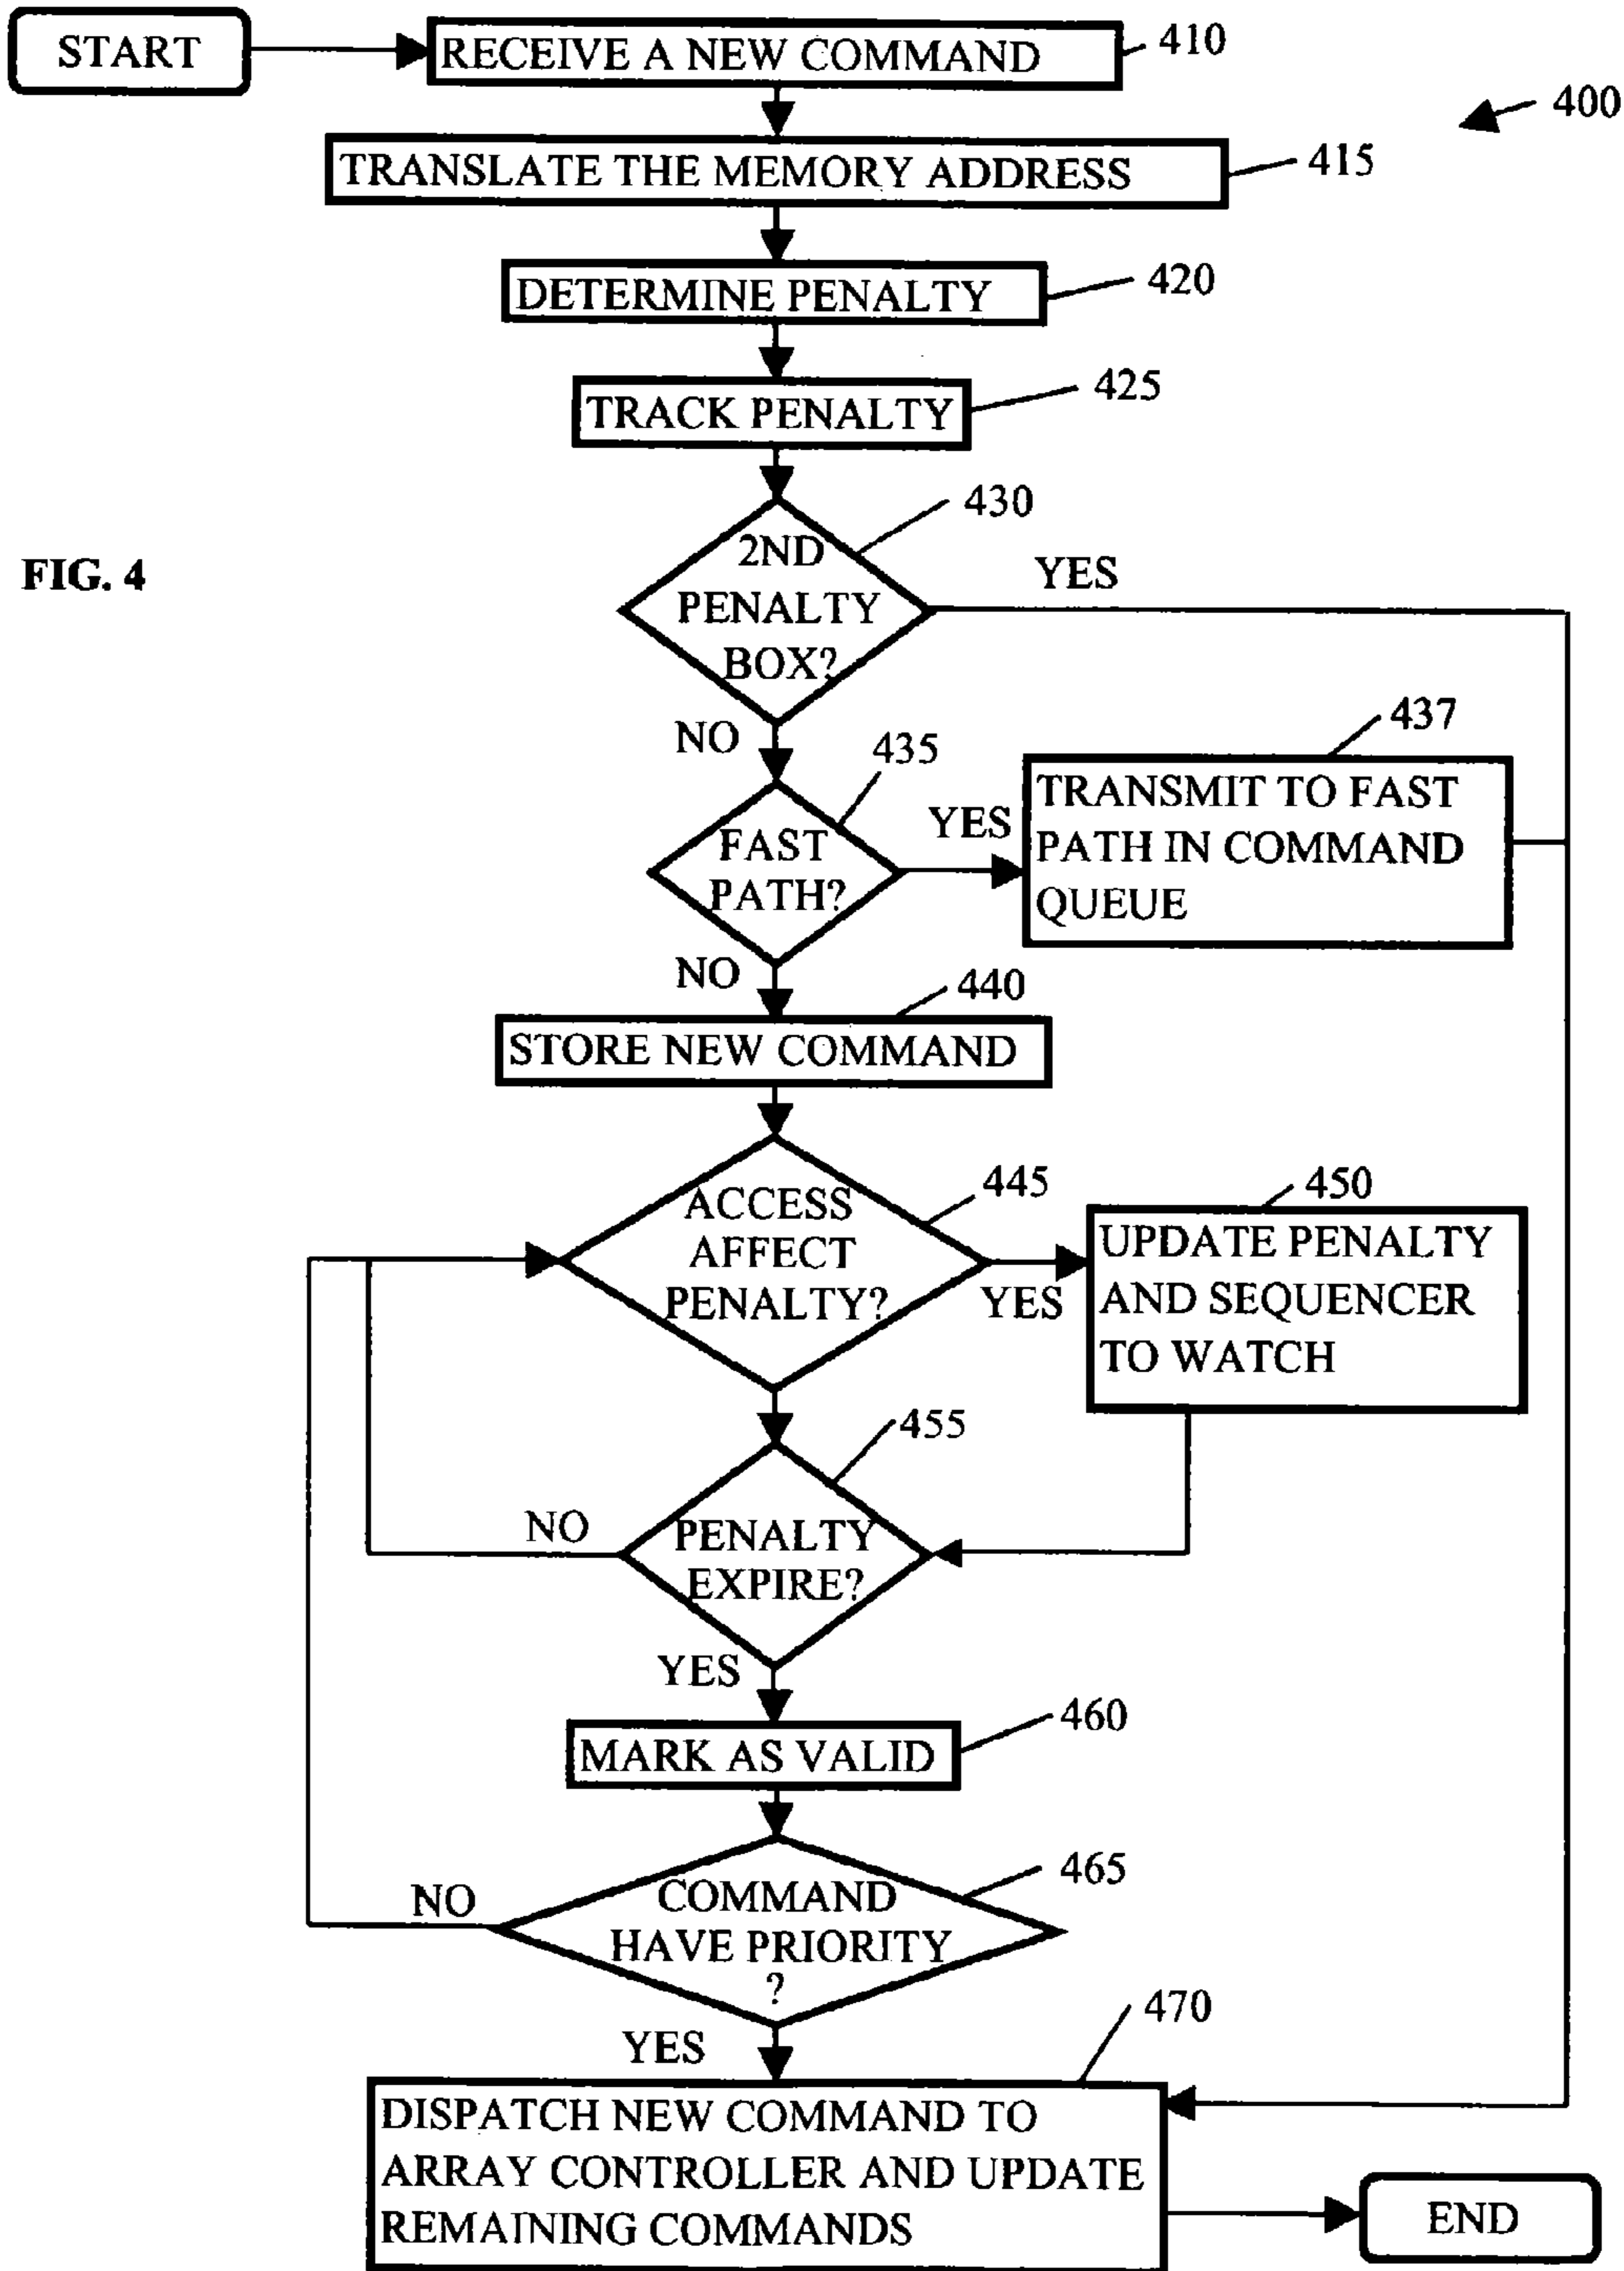 START
RECEIVE A NEW COMMAND
410
400
TRANSLATE THE MEMORY ADDRESS
415
DETERMINE PENALTY
420
TRACK PENALTY
425
430
2ND
PENALTY
BOX?
YES
FIG. 4
NO
435
437
FAST
PATH?
YES
TRANSMIT TO FAST
PATH IN COMMAND
QUEUE
NO
440
STORE NEW COMMAND
445
450
ACCESS
AFFECT
PENALTY?
YES
UPDATE PENALTY
AND SEQUENCER
TO WATCH
455
NO
PENALTY
EXPIRE?
YES
460
MARK AS VALID
465
NO
COMMAND
HAVE PRIORITY
?
470
YES
DISPATCH NEW COMMAND TO
ARRAY CONTROLLER AND UPDATE
REMAINING COMMANDS
END